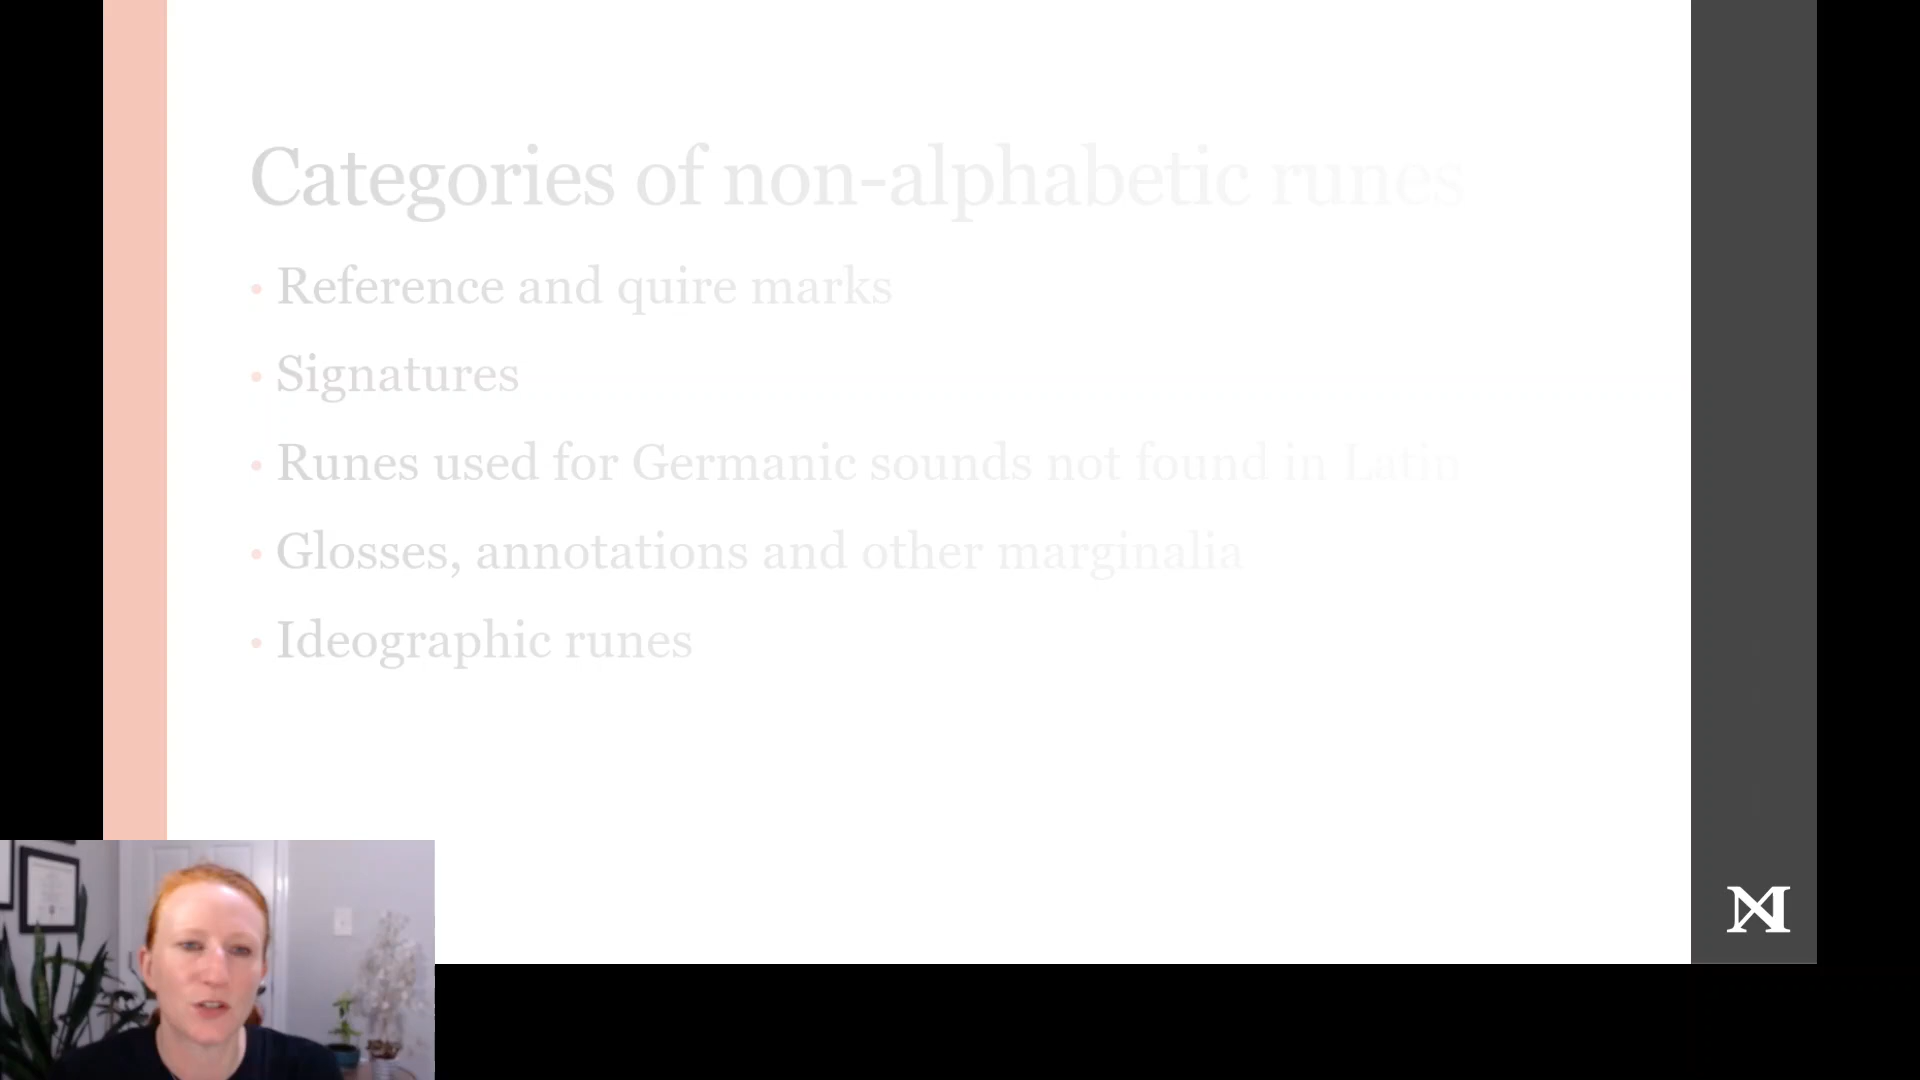 Categories of non-alphabetic runes
• Reference and quire marks
• Signatures
• Runes used for Germanic sounds not found in Latin
• Glosses, annotations and other marginalia
• Ideographic runes